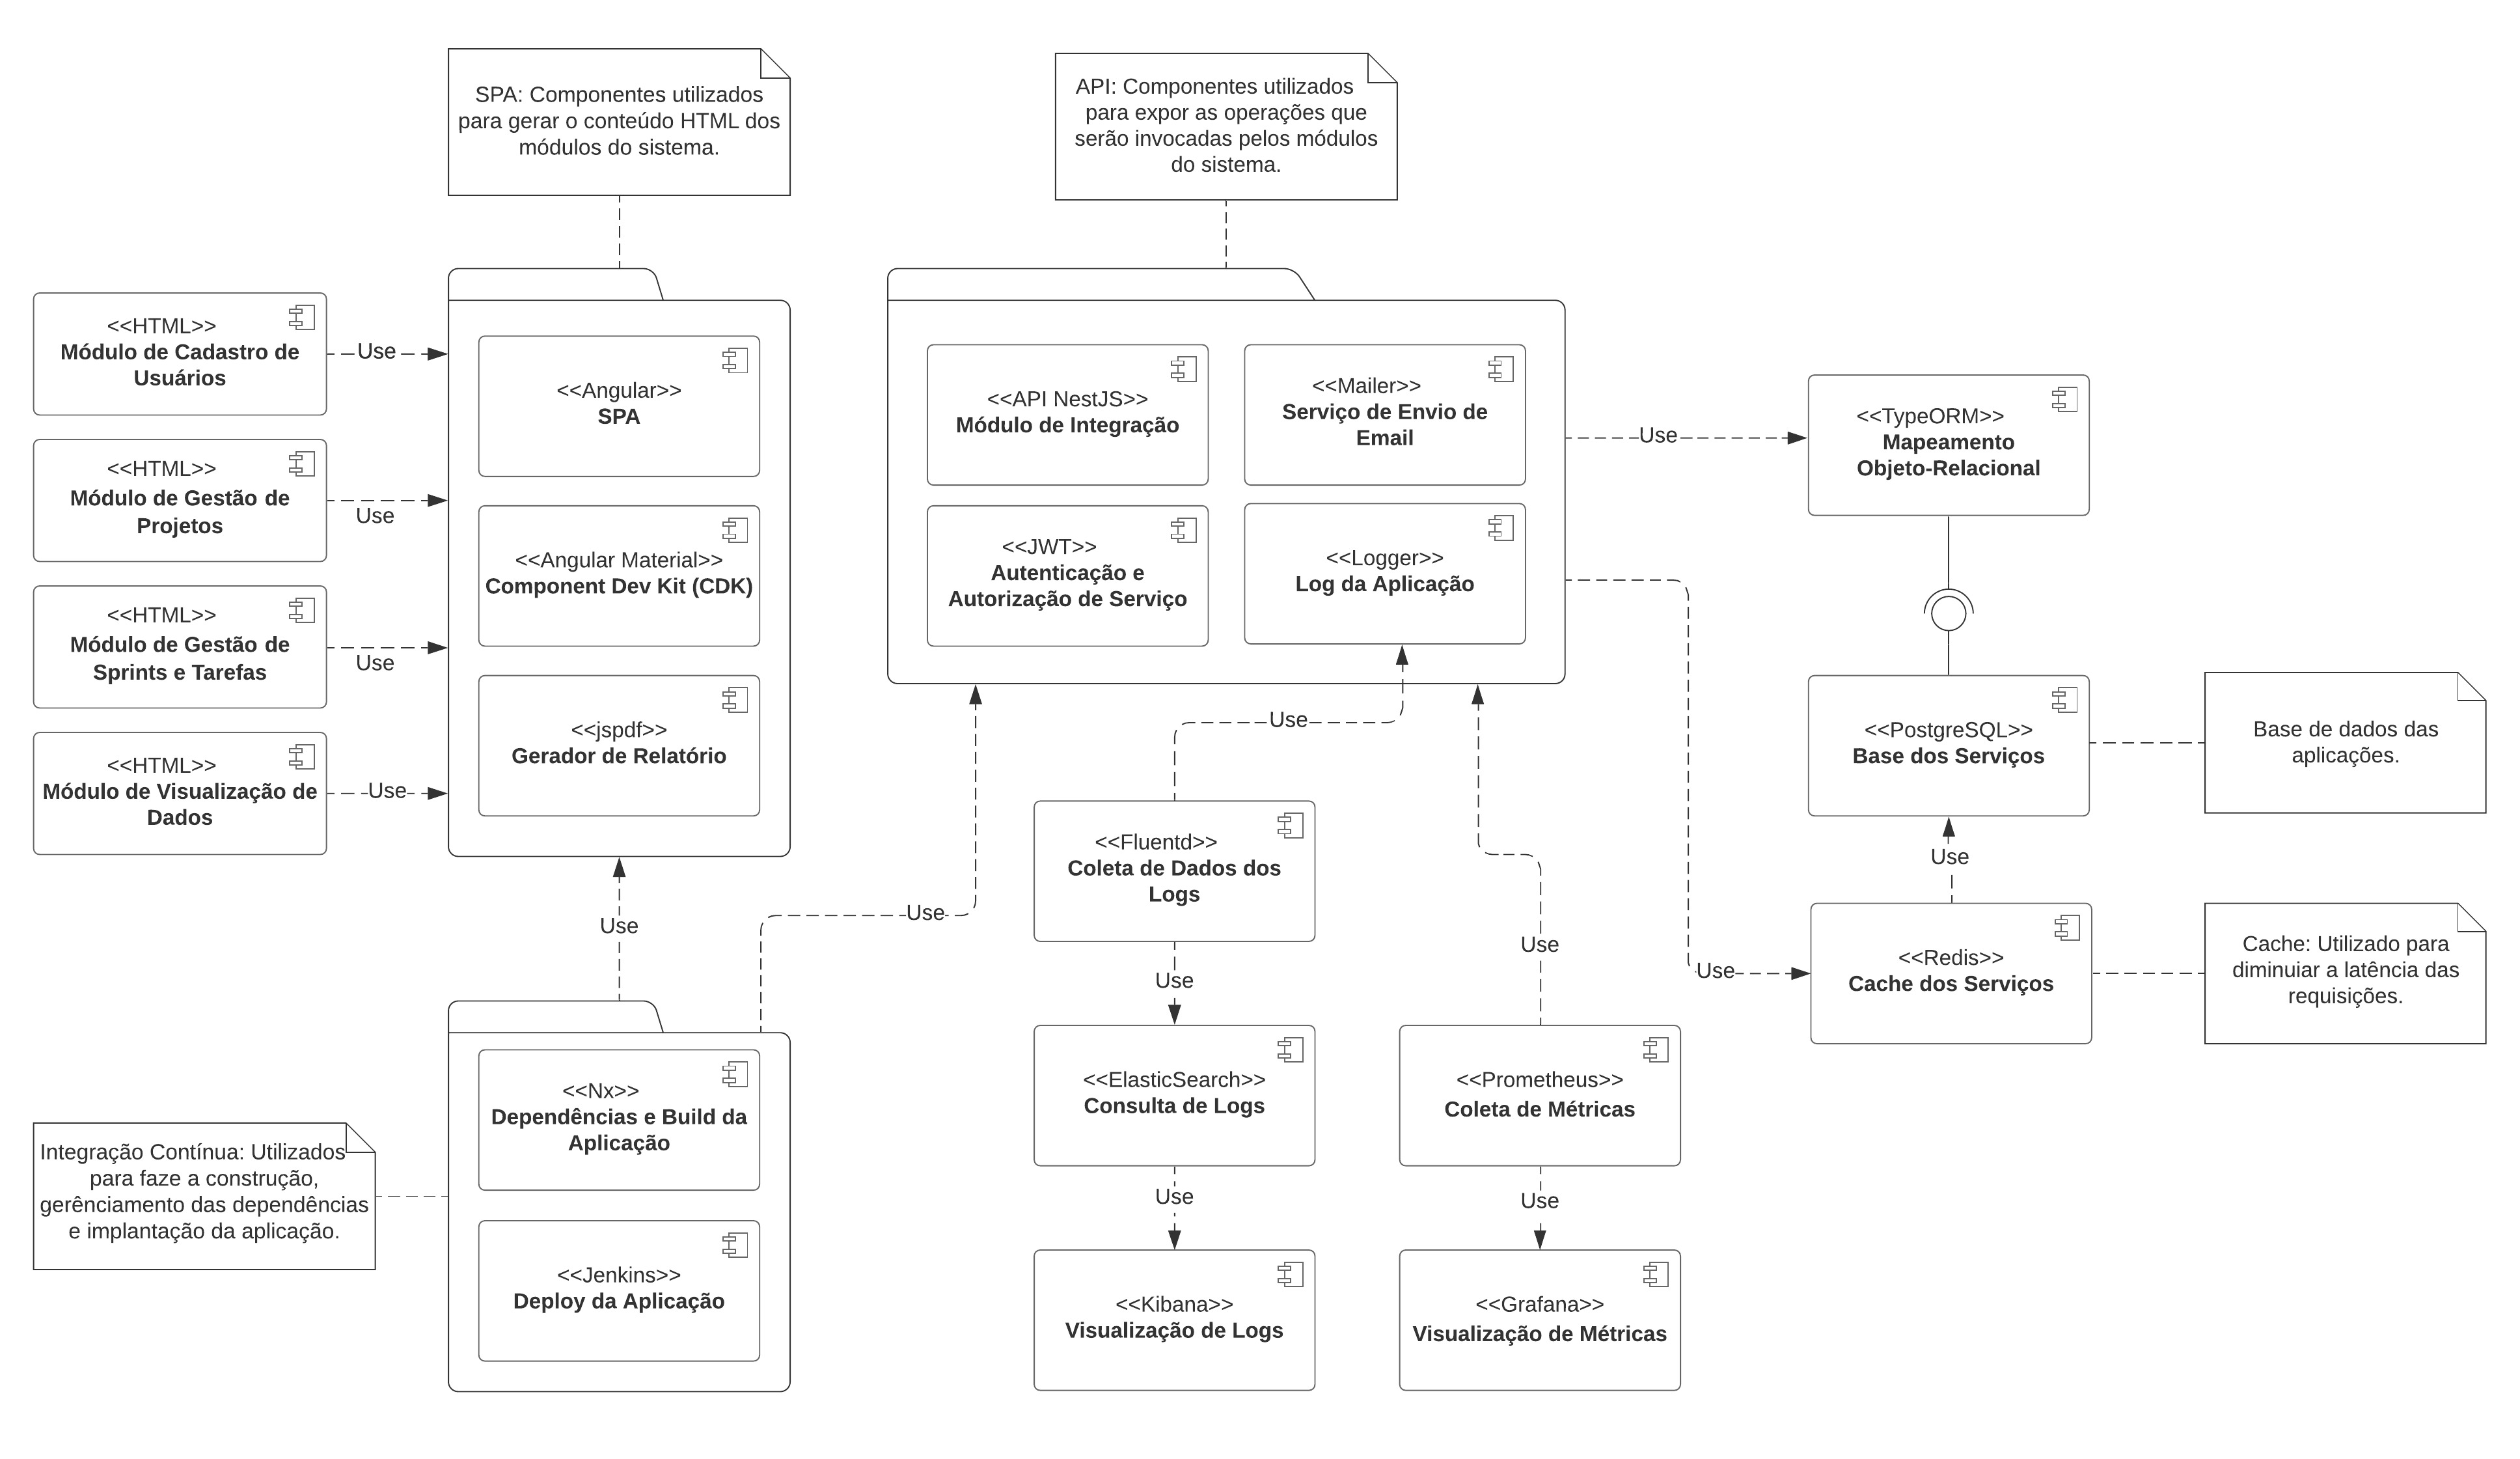 SPA: Componentes utilizados
para gerar o conteúdo HTML dos
módulos do sistema.
API: Componentes utilizados
para expor as operações que
serão invocadas pelos módulos
do sistema.
<<HTML>>
Módulo de Cadastro de
Usuários
Use
<<HTML>>
Módulo de Gestão de
Projetos
Use
<<HTML>>
Módulo de Gestão de
Sprints e Tarefas
Use
<<HTML>>
Módulo de Visualização de
Dados
Use
<<Angular>>
SPA
<<Angular Material>>
Component Dev Kit (CDK)
<<jspdf>>
Gerador de Relatório
<<API NestJS>>
Módulo de Integração
<<Mailer>>
Serviço de Envio de
Email
<<JWT>>
Autenticação e
Autorização de Serviço
<<Logger>>
Log da Aplicação
Use
<<TypeORM>>
Mapeamento
Objeto-Relacional
<<PostgreSQL>>
Base dos Serviços
Base de dados das
aplicações.
Use
<<Redis>>
Cache dos Serviços
Cache: Utilizado para
diminuiar a latência das
requisições.
Use
Use
<<Fluentd>>
Coleta de Dados dos
Logs
Use
<<ElasticSearch>>
Consulta de Logs
Use
<<Kibana>>
Visualização de Logs
Use
<<Prometheus>>
Coleta de Métricas
Use
<<Grafana>>
Visualização de Métricas
Use
Use
<<Nx>>
Dependências e Build da
Aplicação
<<Jenkins>>
Deploy da Aplicação
Integração Contínua: Utilizados
para faze a construção,
gerênciamento das dependências
e implantação da aplicação.